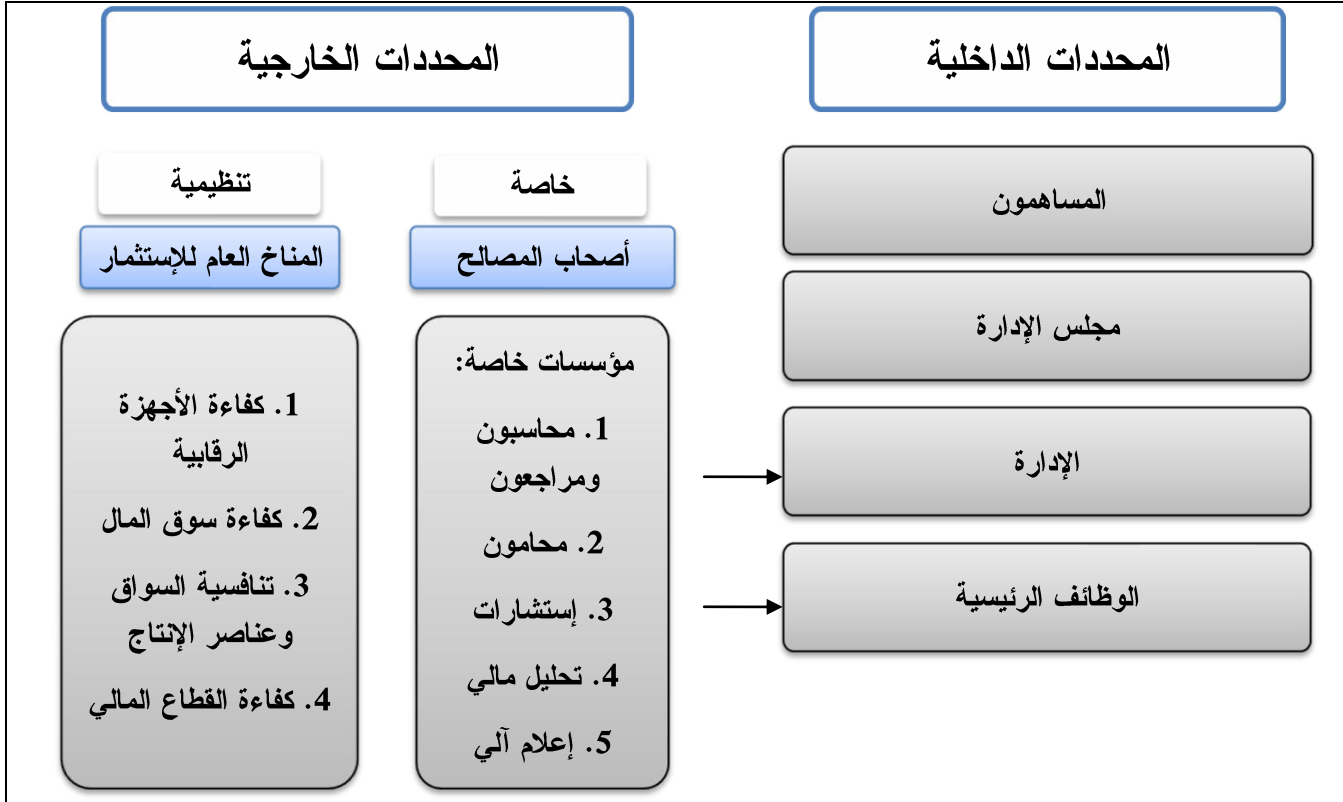 المحددات الداخلية
المساهمون
مجلس الإدارة
الإدارة
الوظائف الرئيسية
المحددات الخارجية
خاصة
أصحاب المصالح
مؤسسات خاصة:
1. محاسبون
ومراجعون
2. محامون
3. إستشارات
4. تحليل مالي
5. إعلام آلي
تنظيمية
المناخ العام للإستثمار
1. كفاءة الأجهزة
الرقابية
2. كفاءة سوق المال
3. تنافسية السواق
وعناصر الإنتاج
4. كفاءة القطاع المالي